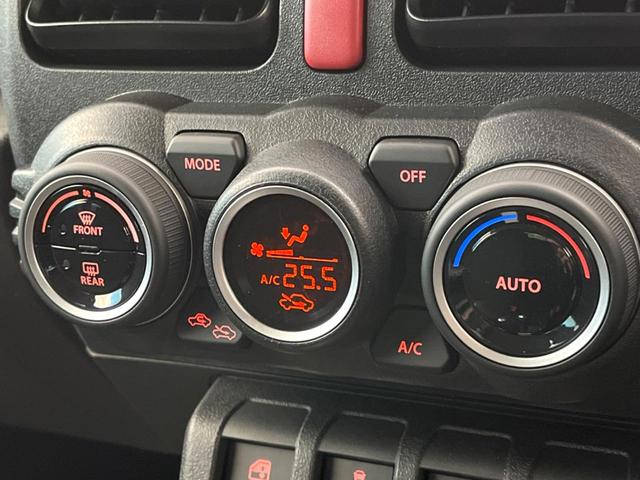 MODE
OFF
FRONT
REAR
A/C 25.5
AUTO
A/C